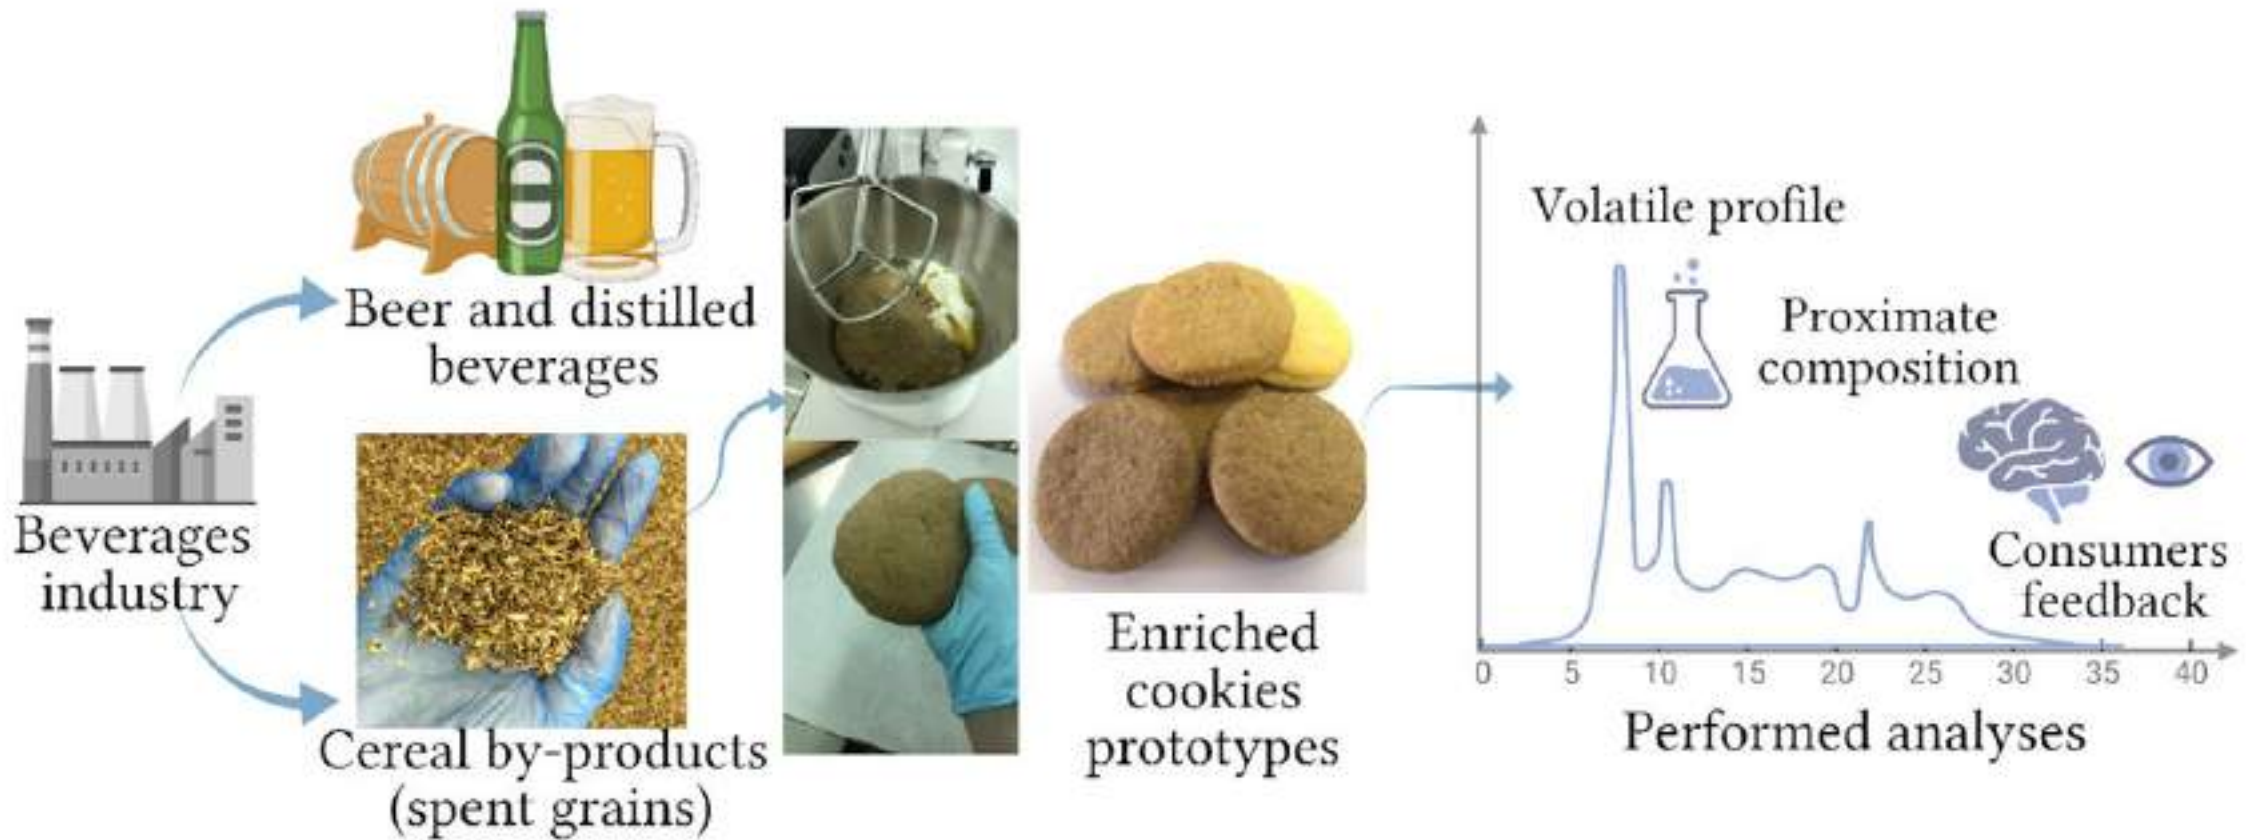 Beverages
industry
Beer and distilled
beverages
Cereal by-products
(spent grains)
Enriched
cookies
prototypes
Volatile profile
Proximate
composition
Consumers
feedback
0 5 10 15 20 25 30 35 40
Performed analyses